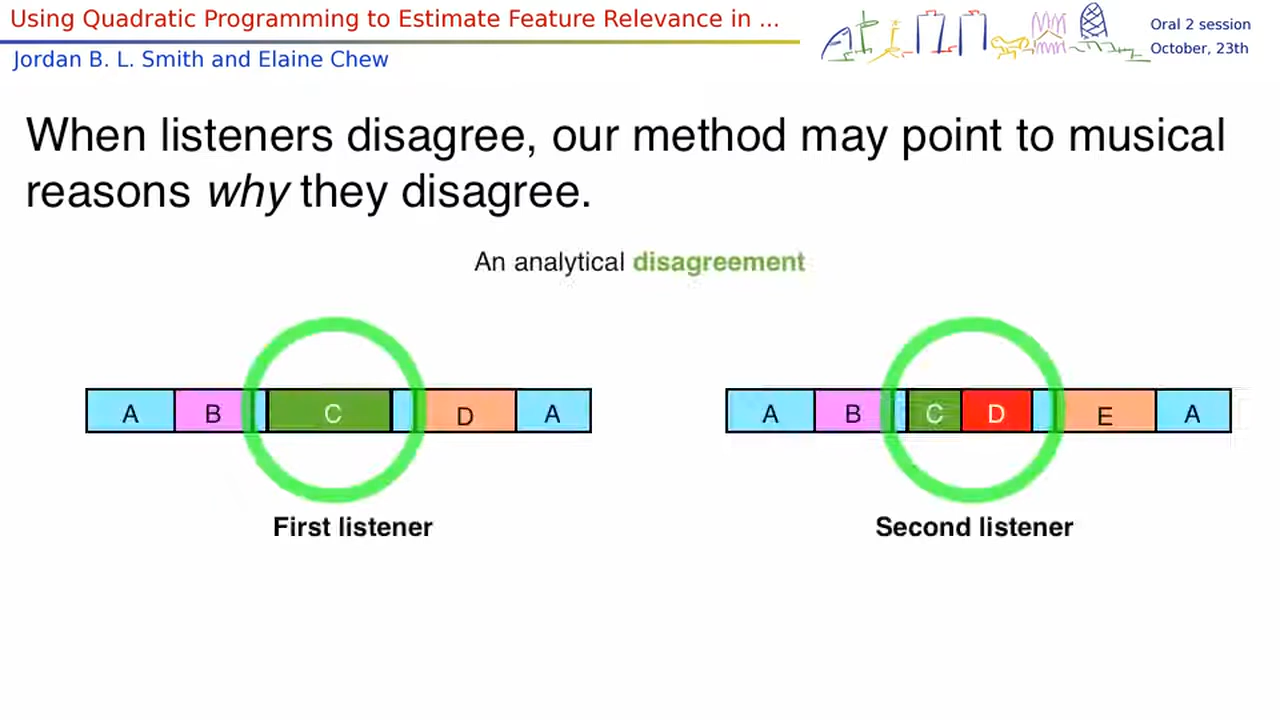 Using Quadratic Programming to Estimate Feature Relevance in ...
Oral 2 session
Jordan B. L. Smith and Elaine Chew
October, 23th
When listeners disagree, our method may point to musical
reasons why they disagree.
An analytical disagreement
A B C D A
A B C D E A
First listener
Second listener